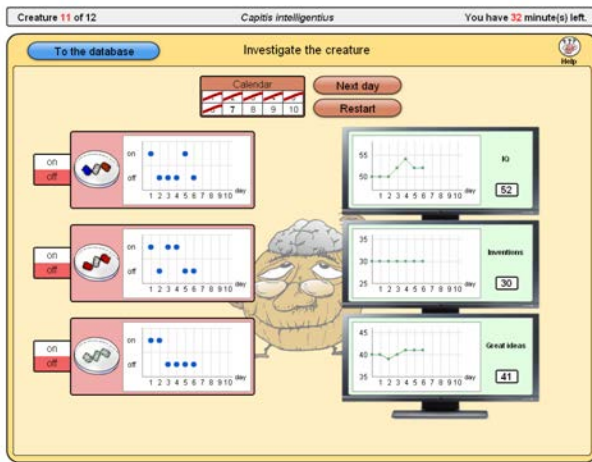 Creature 11 of 12
Capitis intelligentius
You have 32 minute(s) left.
To the database
Investigate the creature
Help
Calendar
7 8 9 10
Next day
Restart
on
off
on
off
1 2 3 4 5 6 7 8 9 10 day
55
50
1 2 3 4 5 6 7 8 9 10 day
IQ
52
on
off
on
off
1 2 3 4 5 6 7 8 9 10 day
35
30
25
1 2 3 4 5 6 7 8 9 10 day
Inventions
30
on
off
on
off
1 2 3 4 5 6 7 8 9 10 day
45
40
35
1 2 3 4 5 6 7 8 9 10 day
Great ideas
41